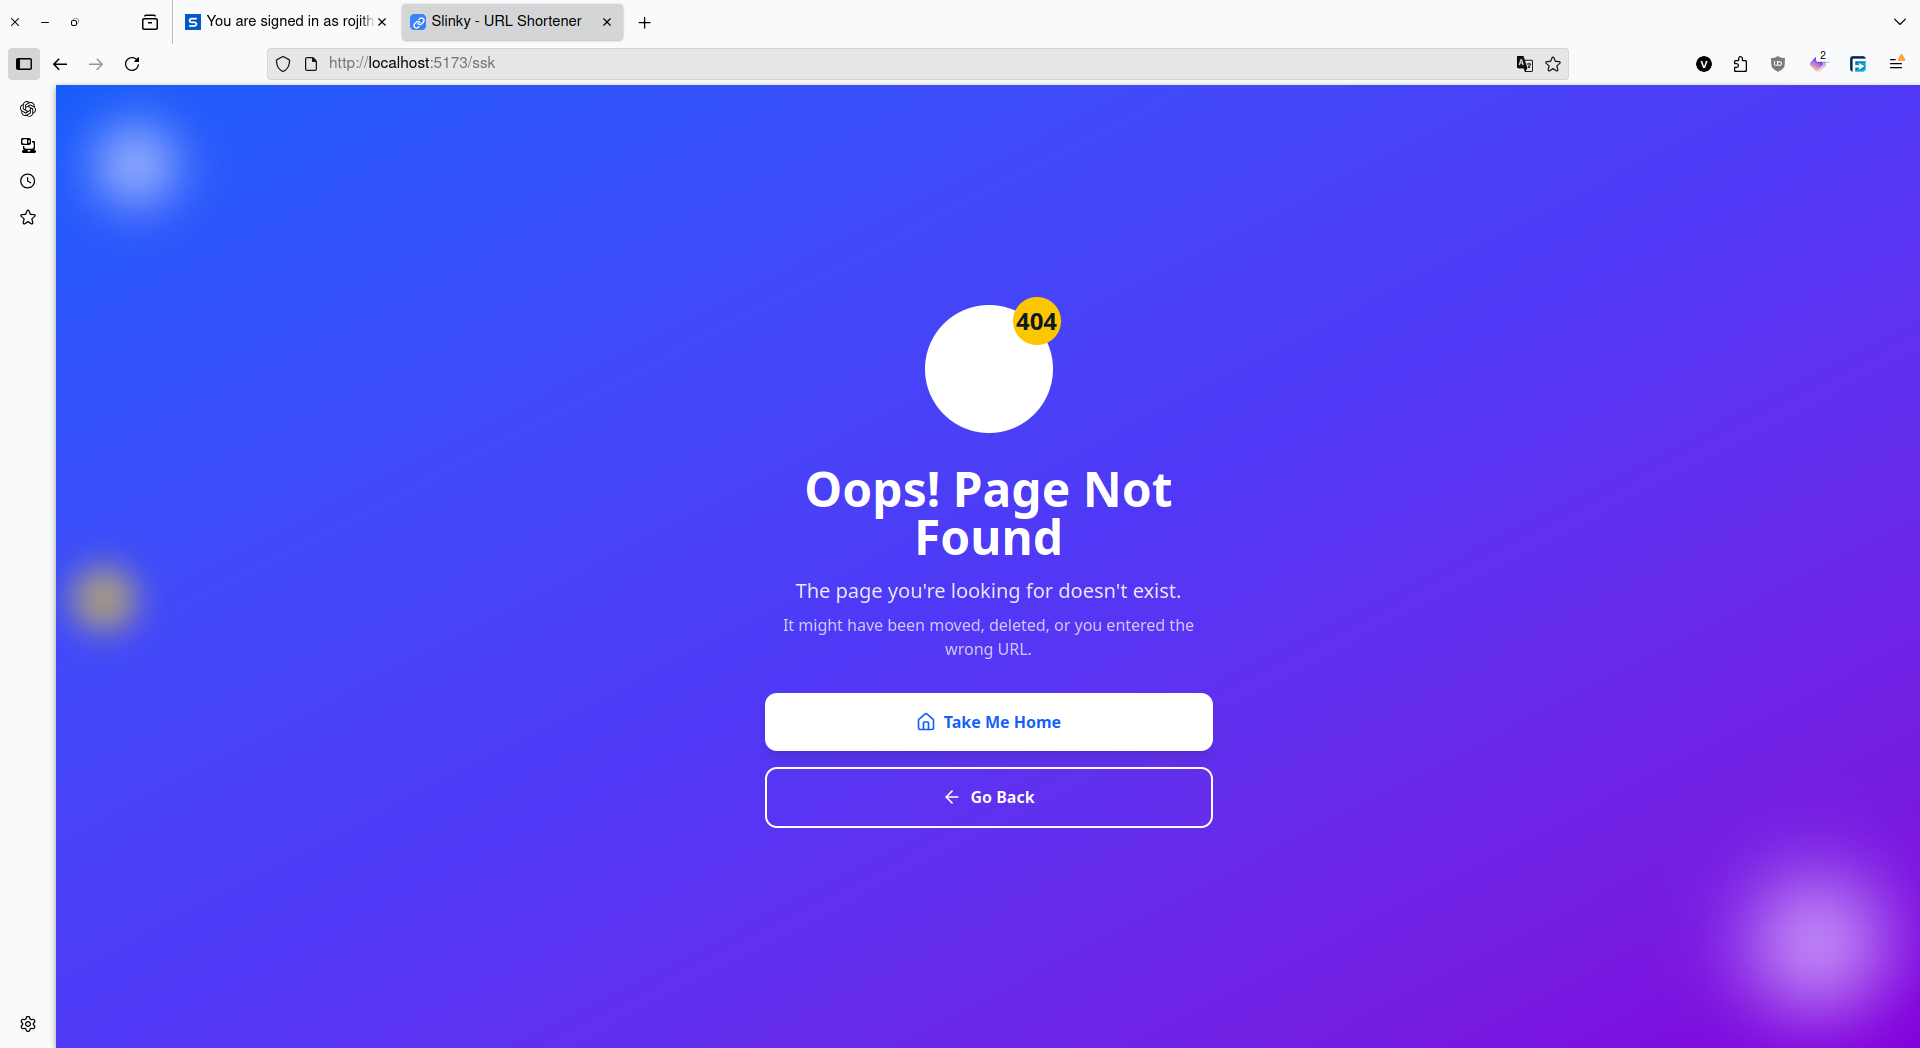 You are signed in as rojith
Slinky - URL Shortener
http://localhost:5173/ssk
2
404
Oops! Page Not
Found
The page you're looking for doesn't exist.
It might have been moved, deleted, or you entered the
wrong URL.
Take Me Home
Go Back